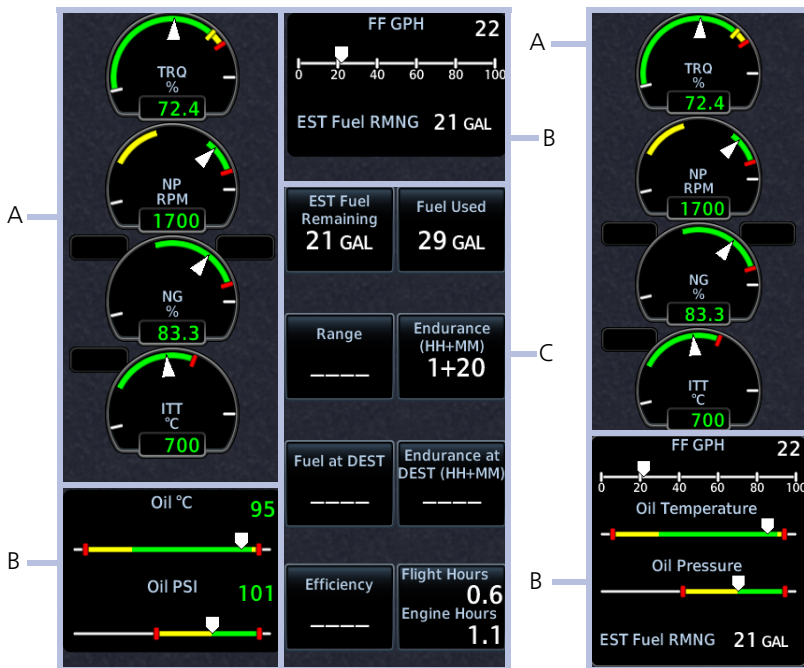 A
TRQ
%
72.4
NP
RPM
1700
NG
%
83.3
ITT
°C
700
B
Oil °C 95
Oil PSI 101
FF GPH 22
0 20 40 60 80 100
EST Fuel RMNG 21 GAL
B
EST Fuel
Remaining
21 GAL
Fuel Used
29 GAL
Range
____
Endurance
(HH+MM)
1+20
C
Fuel at DEST
____
Endurance at
DEST (HH+MM)
____
Efficiency
____
Flight Hours
0.6
Engine Hours
1.1
A
TRQ
%
72.4
NP
RPM
1700
NG
%
83.3
ITT
°C
700
B
FF GPH 22
0 20 40 60 80 100
Oil Temperature
Oil Pressure
EST Fuel RMNG 21 GAL